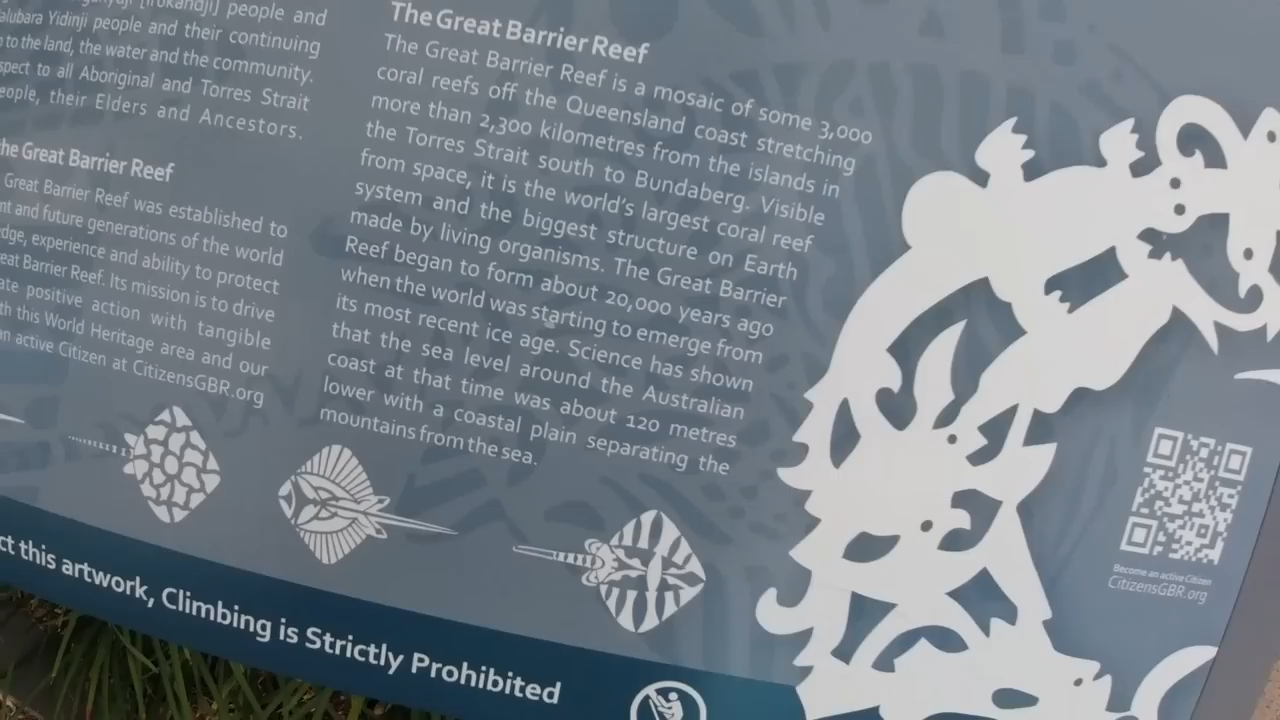 [Irukandji] people and
Yidinji people and their continuing
to the land, the water and the community.
to all Aboriginal and Torres Strait
their Elders and Ancestors.
the Great Barrier Reef
Great Barrier Reef was established to
and future generations of the world
experience and ability to protect
Barrier Reef. Its mission is to drive
positive action with tangible
this World Heritage area and our
an active Citizen at CitizensGBR.org
The Great Barrier Reef
The Great Barrier Reef is a mosaic of some 3,000
coral reefs off the Queensland coast stretching
more than 2,300 kilometres from the islands in
the Torres Strait south to Bundaberg. Visible
from space, it is the world's largest coral reef
system and the biggest structure on Earth
made by living organisms. The Great Barrier
Reef began to form about 20,000 years ago
when the world was starting to emerge from
its most recent ice age. Science has shown
that the sea level around the Australian
coast at that time was about 120 metres
lower with a coastal plain separating the
mountains from the sea.
Become an active Citizen
CitizensGBR.org
this artwork, Climbing is Strictly Prohibited